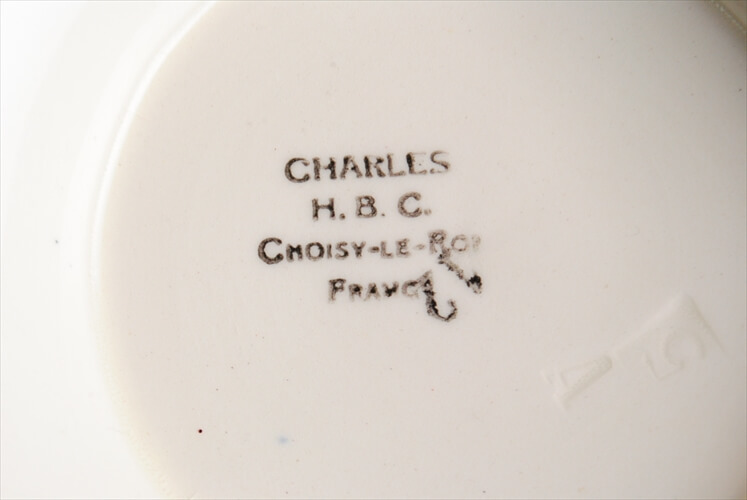 CHARLES
H. B. C.
CHOISY-LE-ROI
FRANCE